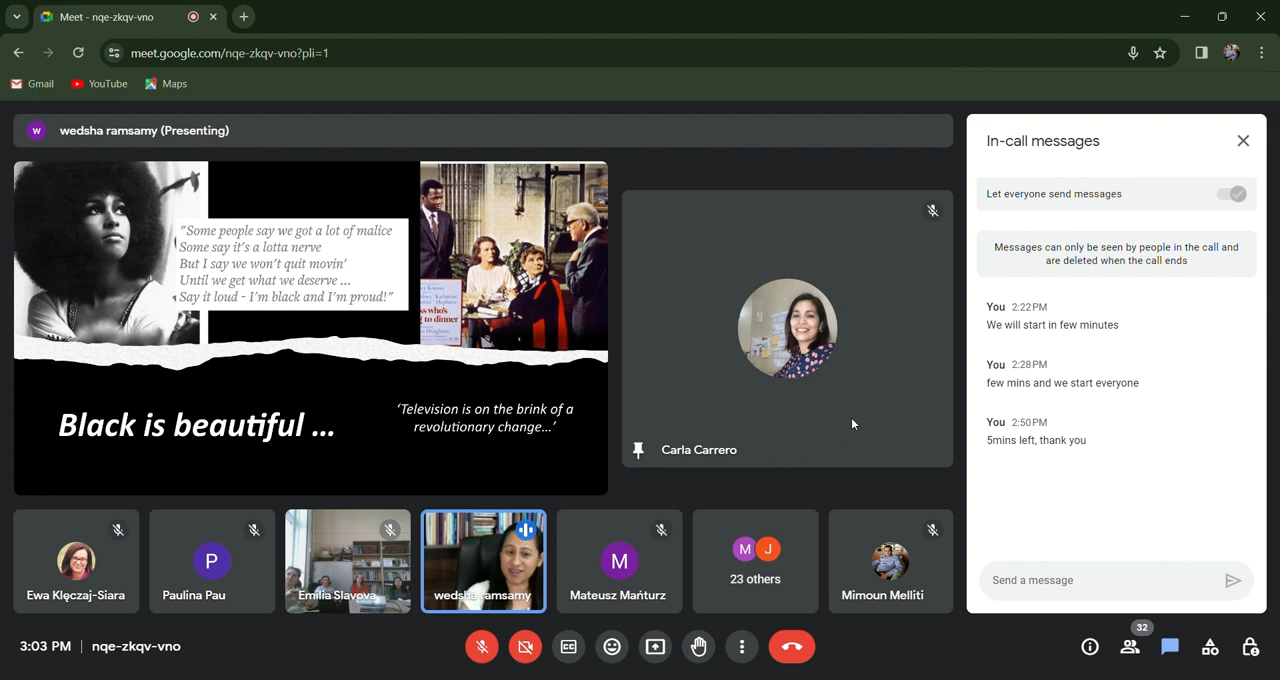 Meet - nqe-zkqv-vno
meet.google.com/nqe-zkqv-vno?pli=1
Gmail
YouTube
Maps
W
wedsha ramsamy (Presenting)
"Some people say we got a lot of malice
Some say it's a lotta nerve
But I say we won't quit movin'
Until we get what we deserve ...
Say it loud - I'm black and I'm proud!"
to dinner
Black is beautiful ...
‘Television is on the brink of a
revolutionary change...’
Carla Carrero
Ewa Klęczaj-Siara
P
Paulina Pau
Emilia Slavova
wedsha ramsamy
M
Mateusz Mańturz
M
J
23 others
Mimoun Melliti
In-call messages
Let everyone send messages
Messages can only be seen by people in the call and
are deleted when the call ends
You 2:22 PM
We will start in few minutes
You 2:28 PM
few mins and we start everyone
You 2:50 PM
5mins left, thank you
Send a message
3:03 PM | nqe-zkqv-vno
32